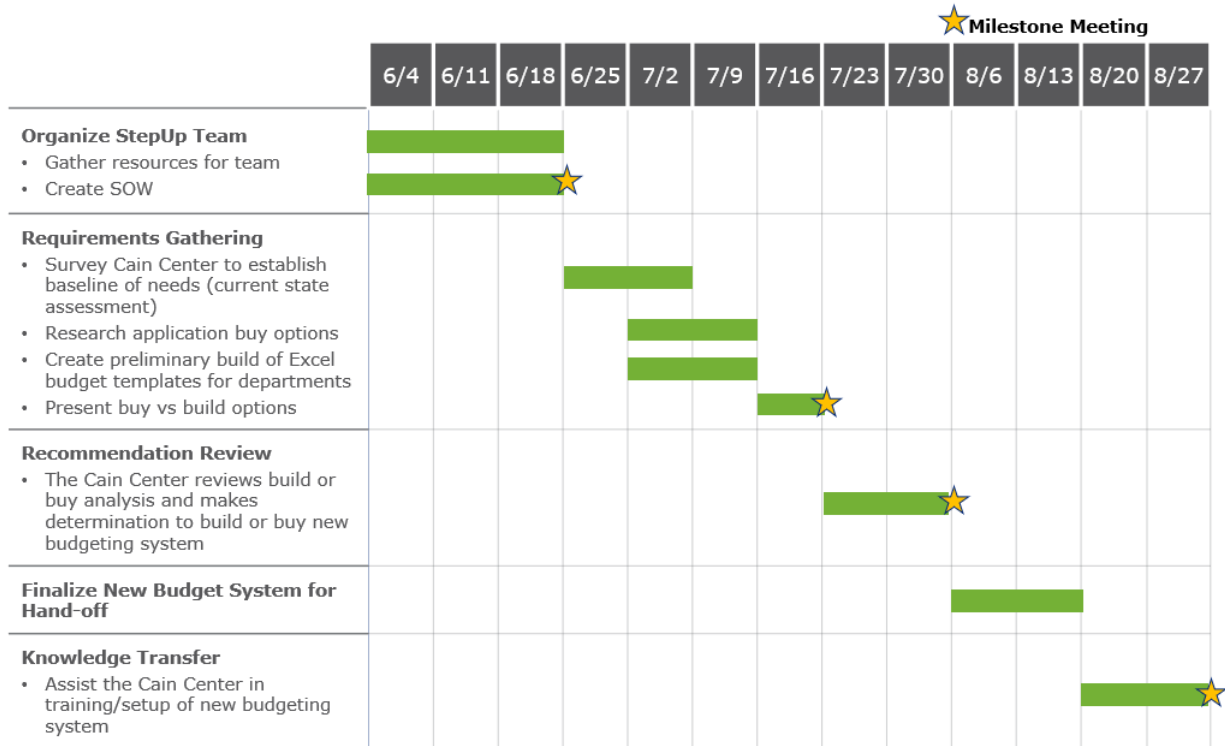 Milestone Meeting
6/4 6/11 6/18 6/25 7/2 7/9 7/16 7/23 7/30 8/6 8/13 8/20 8/27
Organize StepUp Team
• Gather resources for team
• Create SOW
Requirements Gathering
• Survey Cain Center to establish
baseline of needs (current state
assessment)
• Research application buy options
• Create preliminary build of Excel
budget templates for departments
• Present buy vs build options
Recommendation Review
• The Cain Center reviews build or
buy analysis and makes
determination to build or buy new
budgeting system
Finalize New Budget System for
Hand-off
Knowledge Transfer
• Assist the Cain Center in
training/setup of new budgeting
system